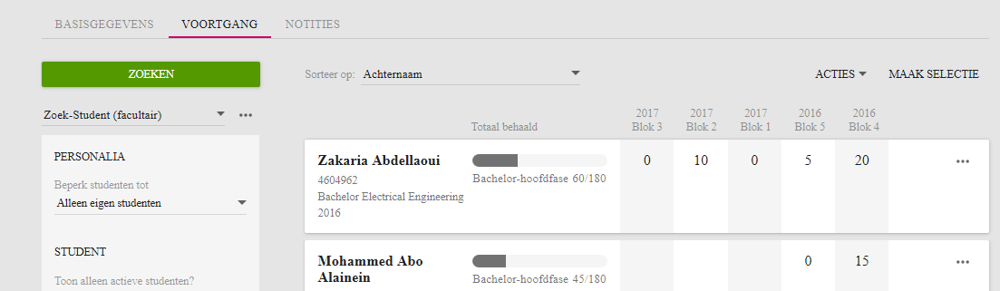 BASISGEGEVENS VOORTGANG NOTITIES
ZOEKEN
Sorteer op: Achternaam
ACTIES MAAK SELECTIE
Zoek-Student (facultair)
Totaal behaald
2017 Blok 3
2017 Blok 2
2017 Blok 1
2016 Blok 5
2016 Blok 4
PERSONALIA
Beperk studenten tot
Alleen eigen studenten
STUDENT
Toon alleen actieve studenten?
Zakaria Abdellaoui
4604962
Bachelor Electrical Engineering
2016
Bachelor-hoofdfase 60/180
0 10 0 5 20
Mohammed Abo
Alainein
Bachelor-hoofdfase 45/180
0 15